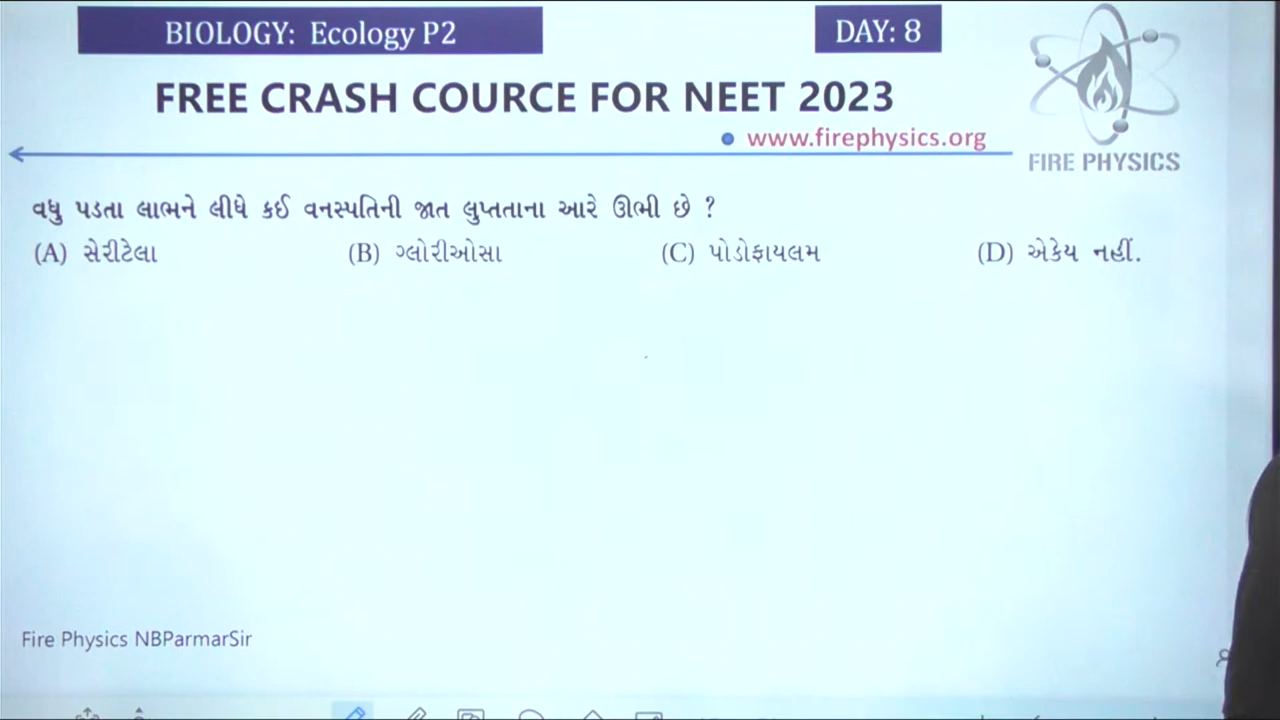 BIOLOGY: Ecology P2
DAY: 8
FREE CRASH COURCE FOR NEET 2023
www.firephysics.org
FIRE PHYSICS
વધુ પડતા લાભને લીધે કઈ વનસ્પતિની જાત લુપ્તતાના આરે ઊભી છે ?
(A) સેરીટેલા (B) ગ્લોરીઓસા (C) પોડોફાયલમ (D) એકેય નહીં.
Fire Physics NBParmarSir